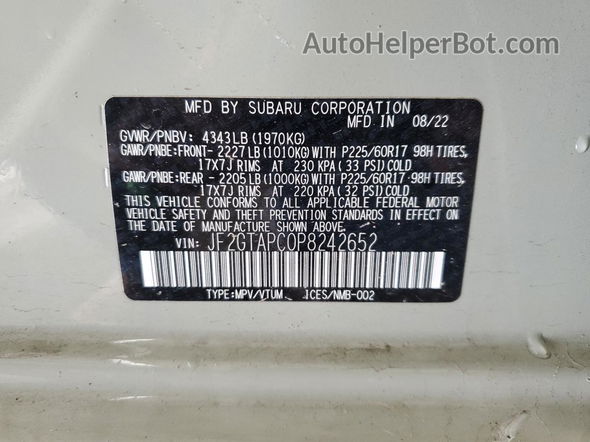 AutoHelperBot.com
MFD BY SUBARU CORPORATION
MFD IN 08/22
GVWR/PNBV: 4343LB(1970KG)
GAWR/PNBE:FRONT- 2227LB(1010KG)WITH P225/60R17 98H TIRES,
17X7J RIMS AT 230 KPA(33 PSI)COLD
GAWR/PNBE:REAR - 2205LB(1000KG)WITH P225/60R17 98H TIRES,
17X7J RIMS AT 220 KPA(32 PSI)COLD
THIS VEHICLE CONFORMS TO ALL APPLICABLE FEDERAL MOTOR
VEHICLE SAFETY AND THEFT PREVENTION STANDARDS IN EFFECT ON
THE DATE OF MANUFACTURE SHOWN ABOVE.
VIN: JF2GTAPC0P8242652
TYPE:MPV/VTUM ICES/NMB-002